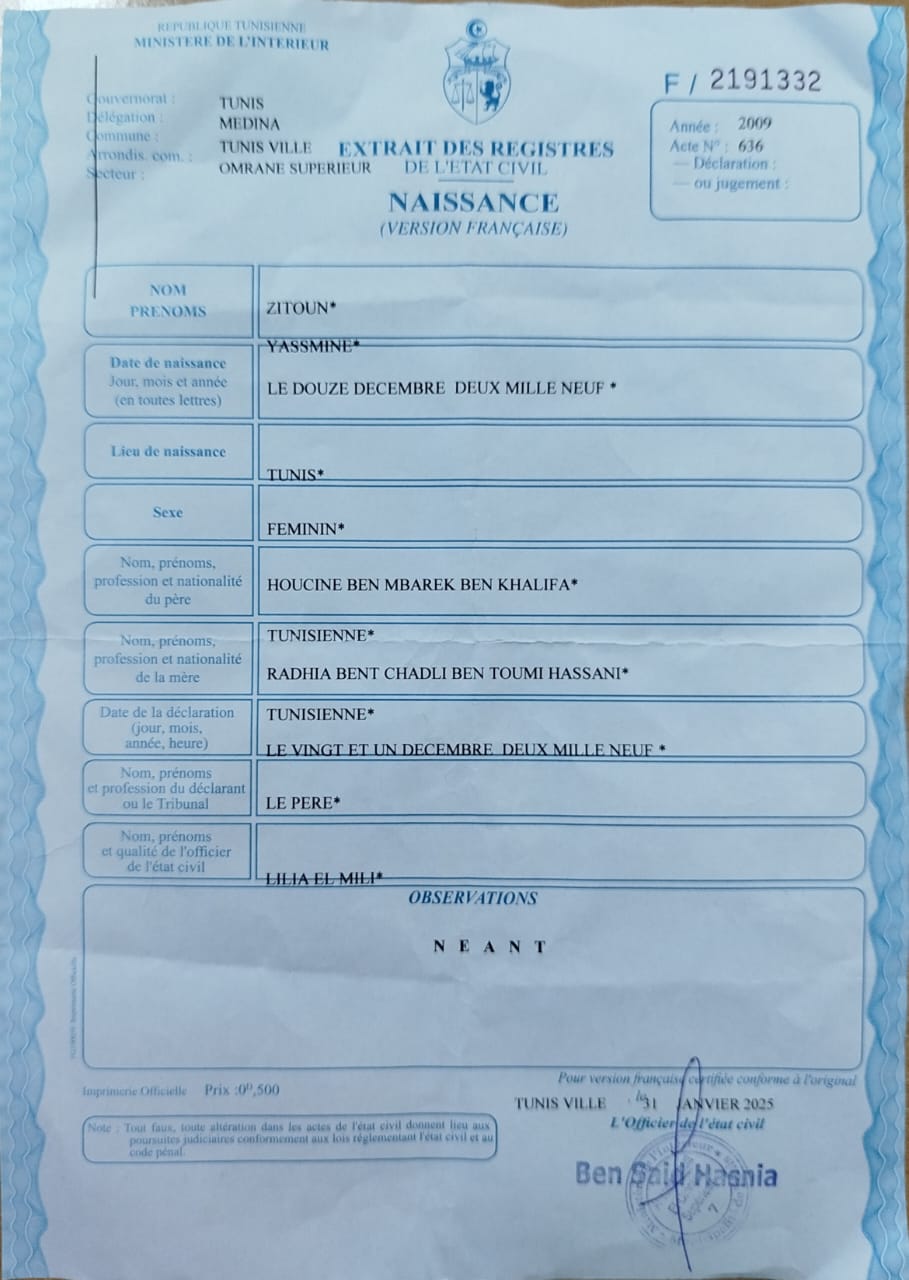 REPUBLIQUE TUNISIENNE
MINISTERE DE L'INTERIEUR
F / 2191332
Gouvernorat : TUNIS
Délégation : MEDINA
Commune : TUNIS VILLE
Arrondis. com. : OMRANE SUPERIEUR
Secteur :
EXTRAIT DES REGISTRES
DE L'ETAT CIVIL
NAISSANCE
(VERSION FRANÇAISE)
Année : 2009
Acte N° : 636
— Déclaration :
— ou jugement :
NOM
PRENOMS
ZITOUN*
YASSMINE*
Date de naissance
Jour, mois et année
(en toutes lettres)
LE DOUZE DECEMBRE DEUX MILLE NEUF *
Lieu de naissance
TUNIS*
Sexe
FEMININ*
Nom, prénoms,
profession et nationalité
du père
HOUCINE BEN MBAREK BEN KHALIFA*
TUNISIENNE*
Nom, prénoms,
profession et nationalité
de la mère
RADHIA BENT CHADLI BEN TOUMI HASSANI*
TUNISIENNE*
Date de la déclaration
(jour, mois,
année, heure)
LE VINGT ET UN DECEMBRE DEUX MILLE NEUF *
Nom, prénoms
et profession du déclarant
ou le Tribunal
LE PERE*
Nom, prénoms
et qualité de l'officier
de l'état civil
LILIA EL MILI*
OBSERVATIONS
N E A N T
Imprimerie Officielle Prix :0ᴰ,500
Pour version française certifiée conforme à l'original
TUNIS VILLE le 31 JANVIER 2025
L'Officier de l'état civil
Ben Said Hasnia
Note : Tout faux, toute altération dans les actes de l'état civil donnent lieu aux
poursuites judiciaires conformement aux lois réglementant l'état civil et au
code pénal.